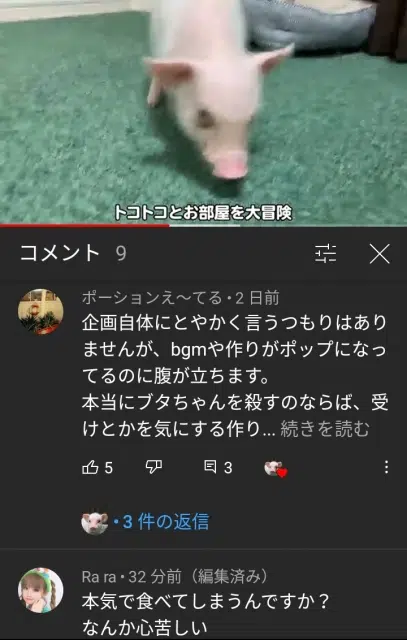 トコトコとお部屋を大冒険
コメント 9
ポーションえ〜てる • 2 日前
企画自体にとやかく言うつもりはあり
ませんが、bgmや作りがポップになっ
てるのに腹が立ちます。
本当にブタちゃんを殺すのならば、受
けとかを気にする作り... 続きを読む
5 3
• 3 件の返信
Ra ra • 32 分前（編集済み）
本気で食べてしまうんですか？
なんか心苦しい